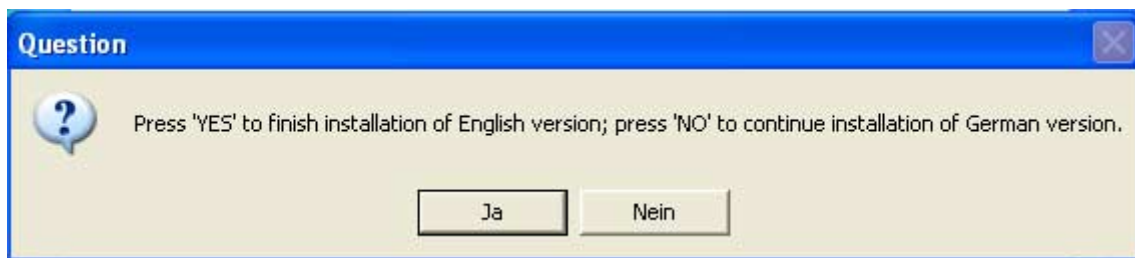 Question
Press 'YES' to finish installation of English version; press 'NO' to continue installation of German version.
Ja
Nein